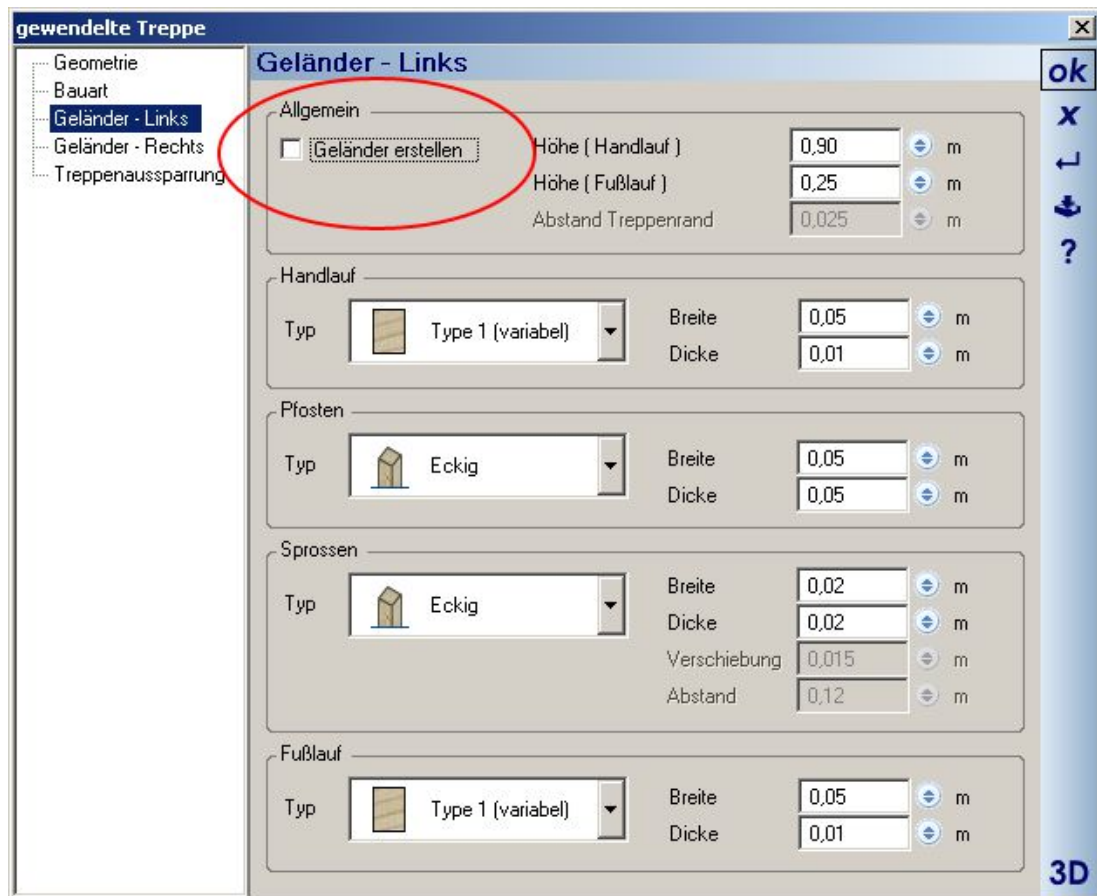 gewendelte Treppe
Geometrie
Bauart
Geländer - Links
Geländer - Rechts
Treppenaussparrung
Geländer - Links
Allgemein
Geländer erstellen
Höhe ( Handlauf ) 0,90 m
Höhe ( Fußlauf ) 0,25 m
Abstand Treppenrand 0,025 m
Handlauf
Typ Type 1 (variabel)
Breite 0,05 m
Dicke 0,01 m
Pfosten
Typ Eckig
Breite 0,05 m
Dicke 0,05 m
Sprossen
Typ Eckig
Breite 0,02 m
Dicke 0,02 m
Verschiebung 0,015 m
Abstand 0,12 m
Fußlauf
Typ Type 1 (variabel)
Breite 0,05 m
Dicke 0,01 m
ok
x
?
3D